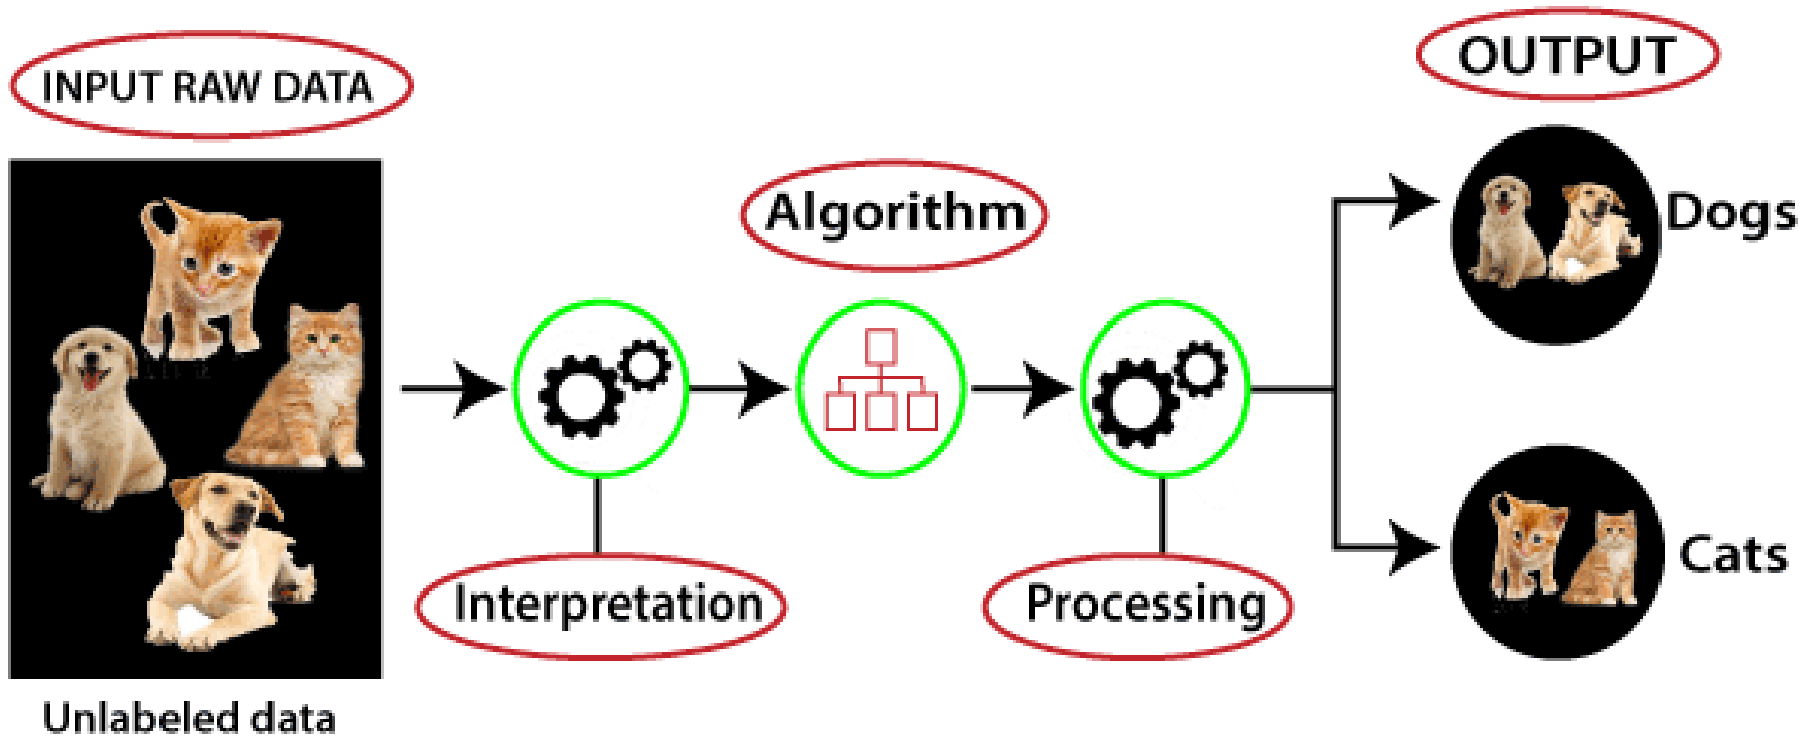 INPUT RAW DATA
OUTPUT
Algorithm
Dogs
Interpretation
Processing
Cats
Unlabeled data